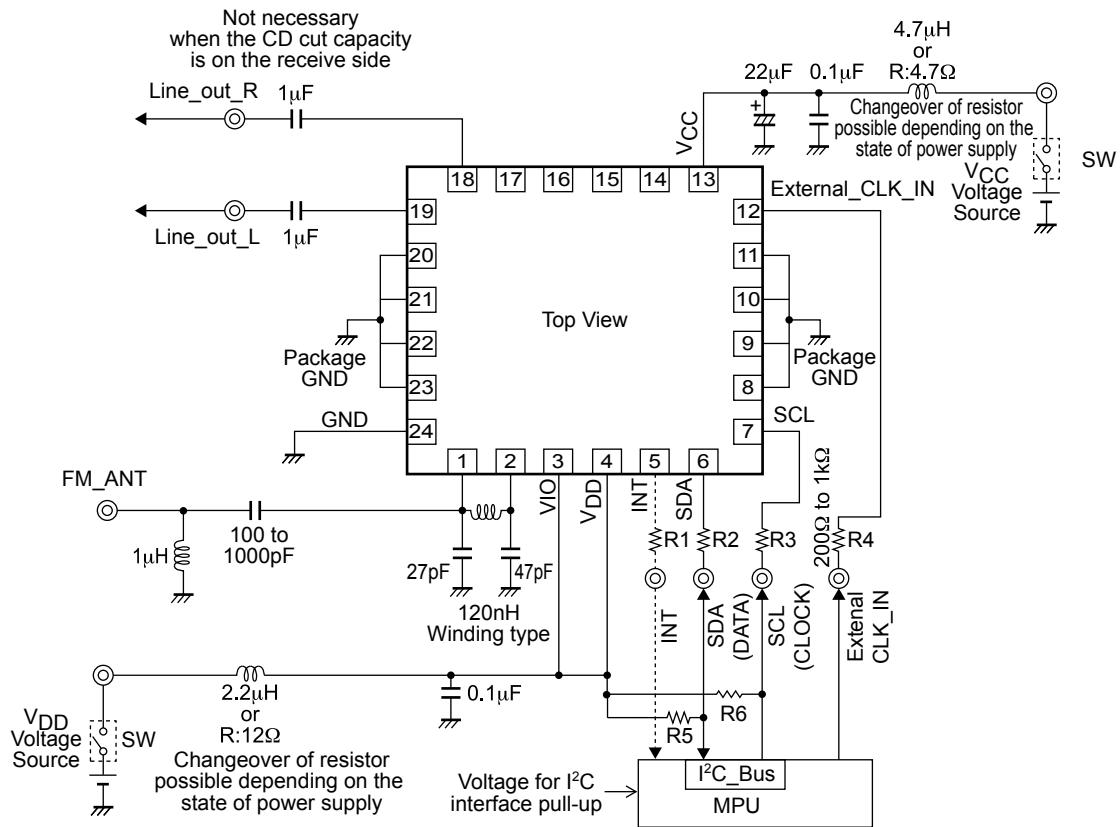 Not necessary
when the CD cut capacity
is on the receive side
Line_out_R
1µF
22µF
0.1µF
4.7µH
or
R:4.7Ω
Changeover of resistor
possible depending on the
state of power supply
+
VCC
SW
VCC
Voltage
Source
18
17
16
15
14
13
External_CLK_IN
19
12
Line_out_L
1µF
20
11
21
10
Top View
22
9
Package
GND
Package
GND
23
8
GND
SCL
24
7
1
2
3
4
5
6
FM_ANT
VIO
VDD
INT
SDA
200Ω to 1kΩ
100 to
1000pF
1µH
R1
R2
R3
R4
27pF
47pF
120nH
Winding type
INT
SDA
(DATA)
SCL
(CLOCK)
Extenal
CLK_IN
2.2µH
or
R:12Ω
0.1µF
R6
R5
VDD
Voltage
Source
SW
Changeover of resistor
possible depending on the
state of power supply
Voltage for I²C
interface pull-up
I²C_Bus
MPU